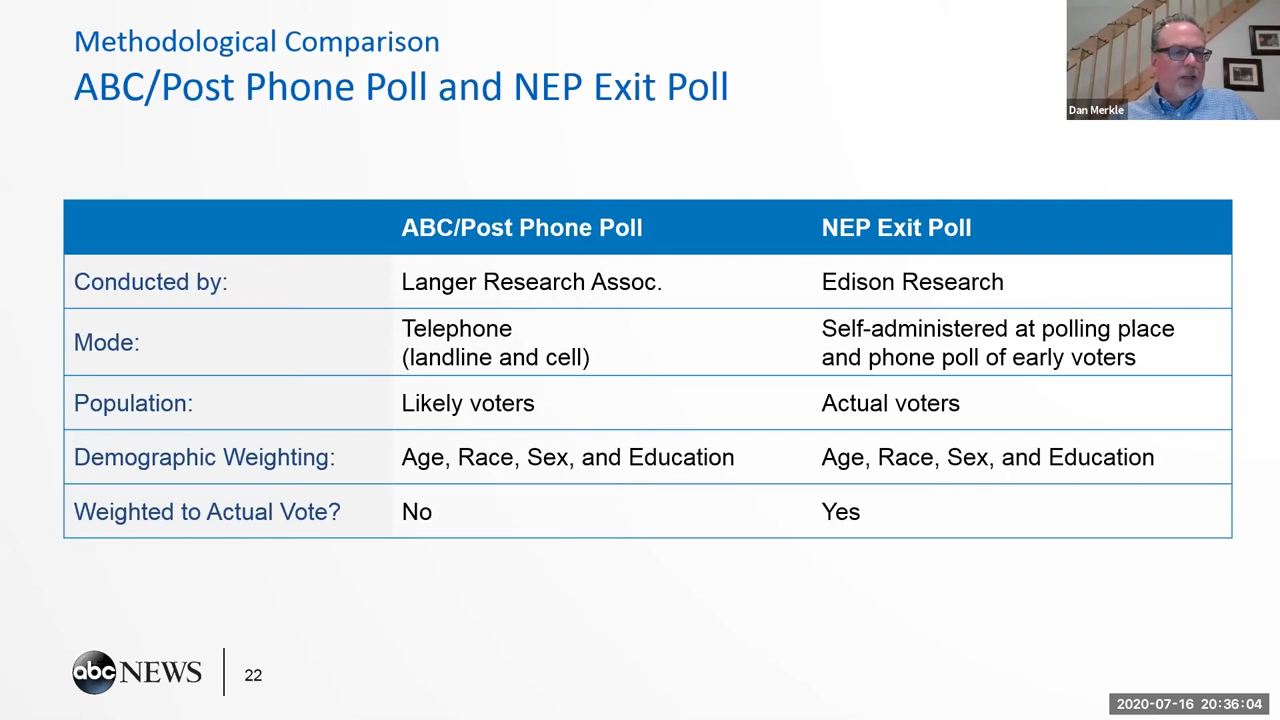 Methodological Comparison
ABC/Post Phone Poll and NEP Exit Poll
Dan Merkle
ABC/Post Phone Poll NEP Exit Poll
Conducted by: Langer Research Assoc. Edison Research
Mode: Telephone
(landline and cell) Self-administered at polling place
and phone poll of early voters
Population: Likely voters Actual voters
Demographic Weighting: Age, Race, Sex, and Education Age, Race, Sex, and Education
Weighted to Actual Vote? No Yes
abc NEWS 22
2020-07-16 20:36:04